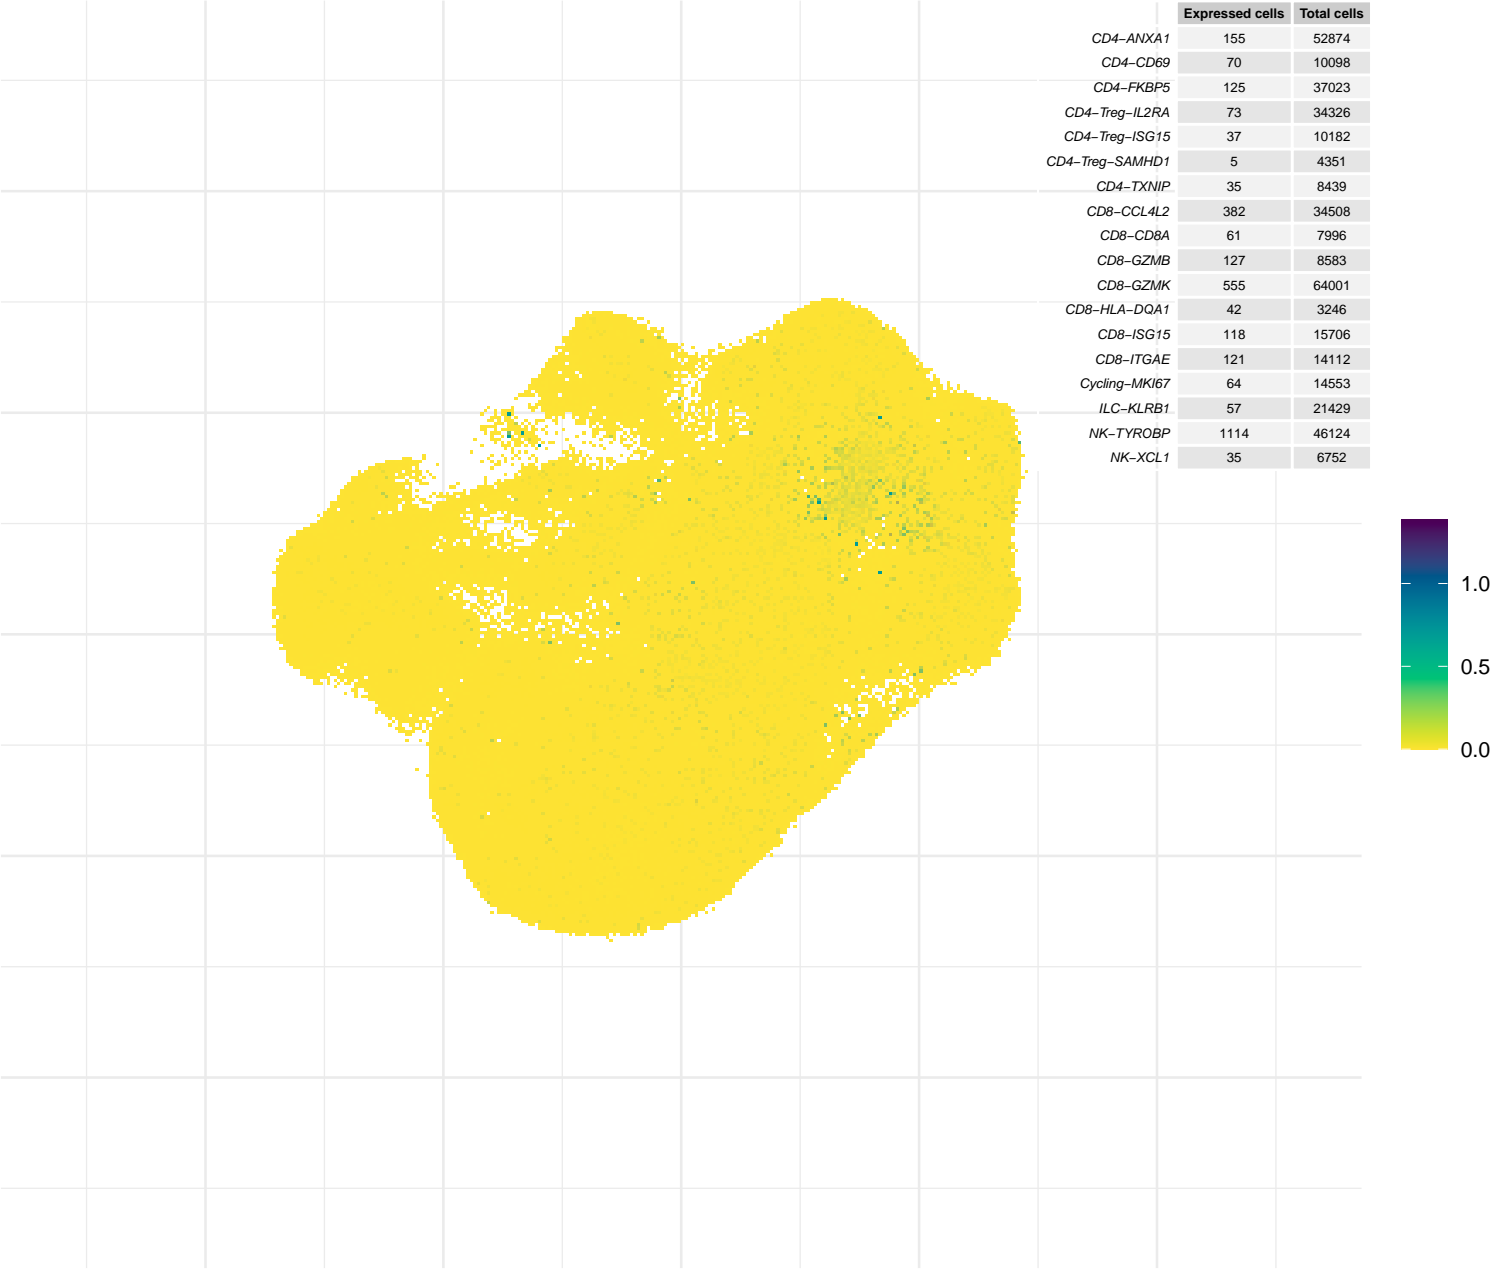 Expressed cells Total cells
CD4−ANXA1 155 52874
CD4−CD69 70 10098
CD4−FKBP5 125 37023
CD4−Treg−IL2RA 73 34326
CD4−Treg−ISG15 37 10182
CD4−Treg−SAMHD1 5 4351
CD4−TXNIP 35 8439
CD8−CCL4L2 382 34508
CD8−CD8A 61 7996
CD8−GZMB 127 8583
CD8−GZMK 555 64001
CD8−HLA−DQA1 42 3246
CD8−ISG15 118 15706
CD8−ITGAE 121 14112
Cycling−MKI67 64 14553
ILC−KLRB1 57 21429
NK−TYROBP 1114 46124
NK−XCL1 35 6752
1.0
0.5
0.0